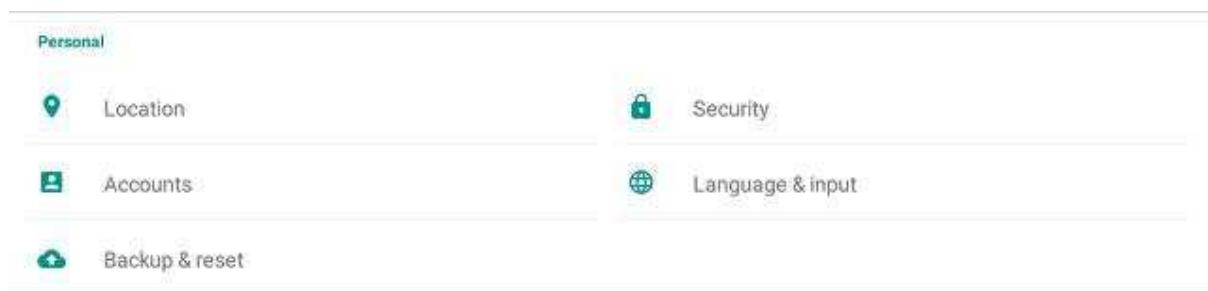 Personal
Location
Security
Accounts
Language & input
Backup & reset